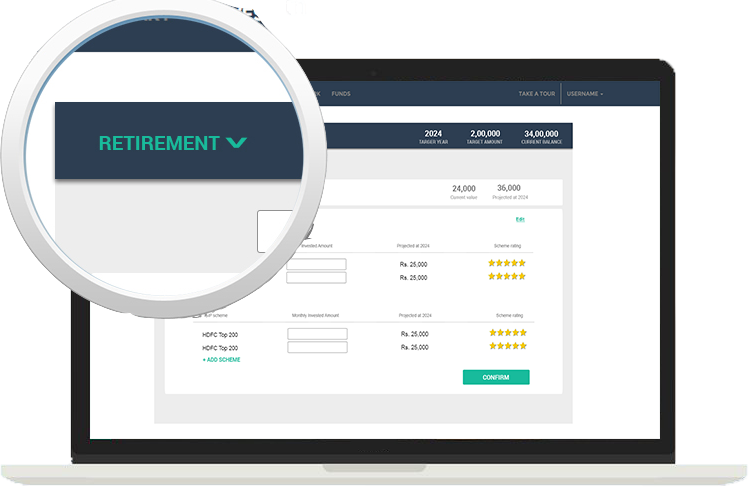 FUNDS
TAKE A TOUR
USERNAME
RETIREMENT
2024
TARGER YEAR
2,00,000
TARGET AMOUNT
34,00,000
CURRENT BALANCE
24,000
Current value
36,000
Projected at 2024
Edit
Invested Amount
Projected at 2024
Scheme rating
Rs. 25,000
Rs. 25,000
scheme
Monthly Invested Amount
Projected at 2024
Scheme rating
HDFC Top 200
Rs. 25,000
HDFC Top 200
Rs. 25,000
+ ADD SCHEME
CONFIRM